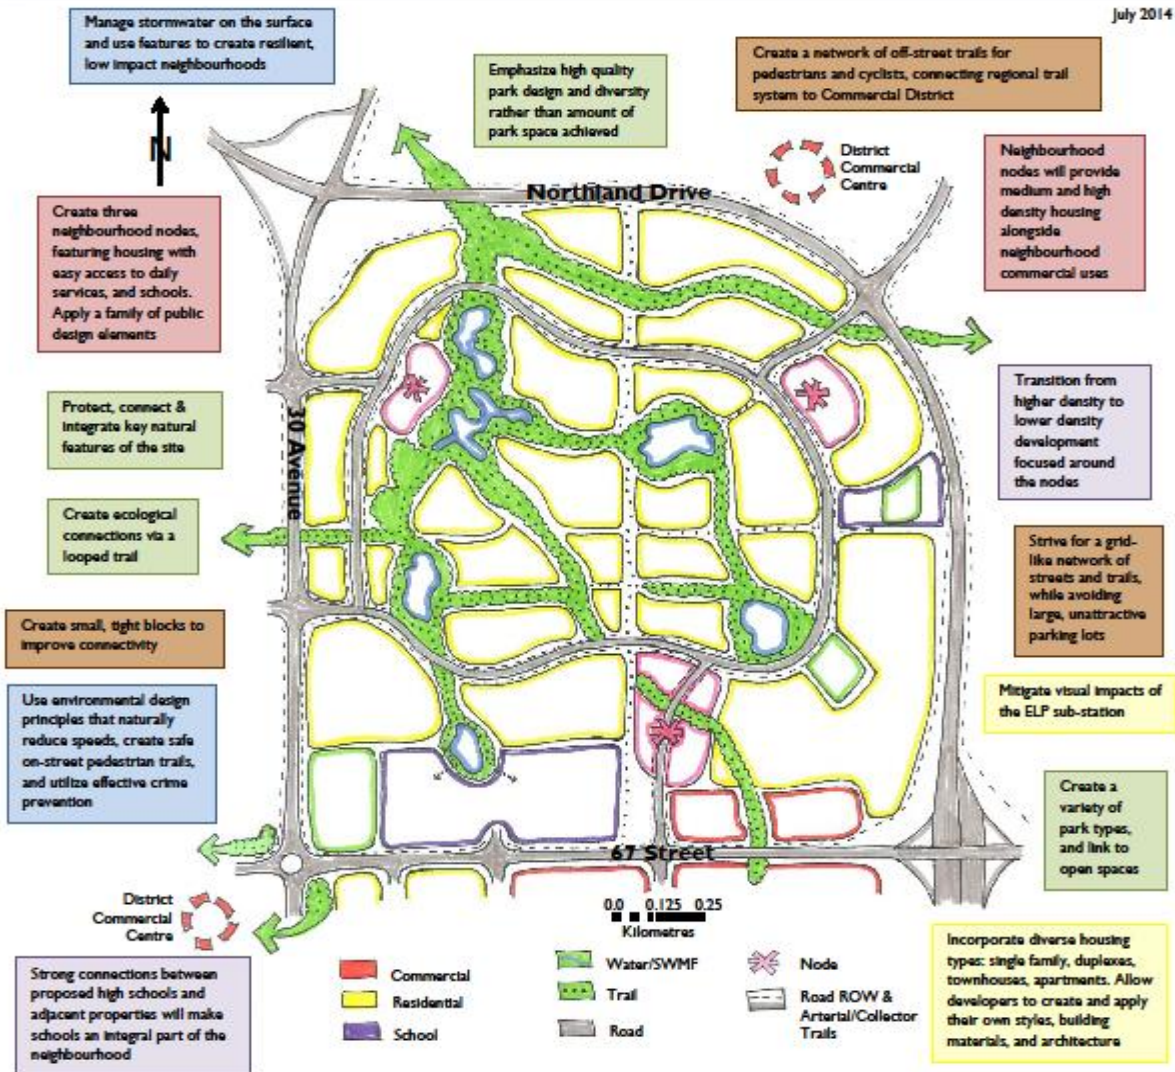 July 2014
Manage stormwater on the surface
and use features to create resilient,
low impact neighbourhoods
Emphasize high quality
park design and diversity
rather than amount of
park space achieved
Create a network of off-street trails for
pedestrians and cyclists, connecting regional trail
system to Commercial District
N
District
Commercial
Centre
Neighbourhood
nodes will provide
medium and high
density housing
alongside
neighbourhood
commercial uses
Northland Drive
Create three
neighbourhood nodes,
featuring housing with
easy access to daily
services, and schools.
Apply a family of public
design elements
Protect, connect &
integrate key natural
features of the site
30 Avenue
Transition from
higher density to
lower density
development
focused around
the nodes
Create ecological
connections via a
looped trail
Strive for a grid-
like network of
streets and trails,
while avoiding
large, unattractive
parking lots
Create small, tight blocks to
improve connectivity
Mitigate visual impacts of
the ELP sub-station
Use environmental design
principles that naturally
reduce speeds, create safe
on-street pedestrian trails,
and utilize effective crime
prevention
Create a
variety of
park types,
and link to
open spaces
67 Street
District
Commercial
Centre
0.0 0.125 0.25
Kilometres
Strong connections between
proposed high schools and
adjacent properties will make
schools an integral part of the
neighbourhood
Commercial
Residential
School
Water/SWMF
Trail
Road
Node
Road ROW &
Arterial/Collector
Trails
Incorporate diverse housing
types: single family, duplexes,
townhouses, apartments. Allow
developers to create and apply
their own styles, building
materials, and architecture